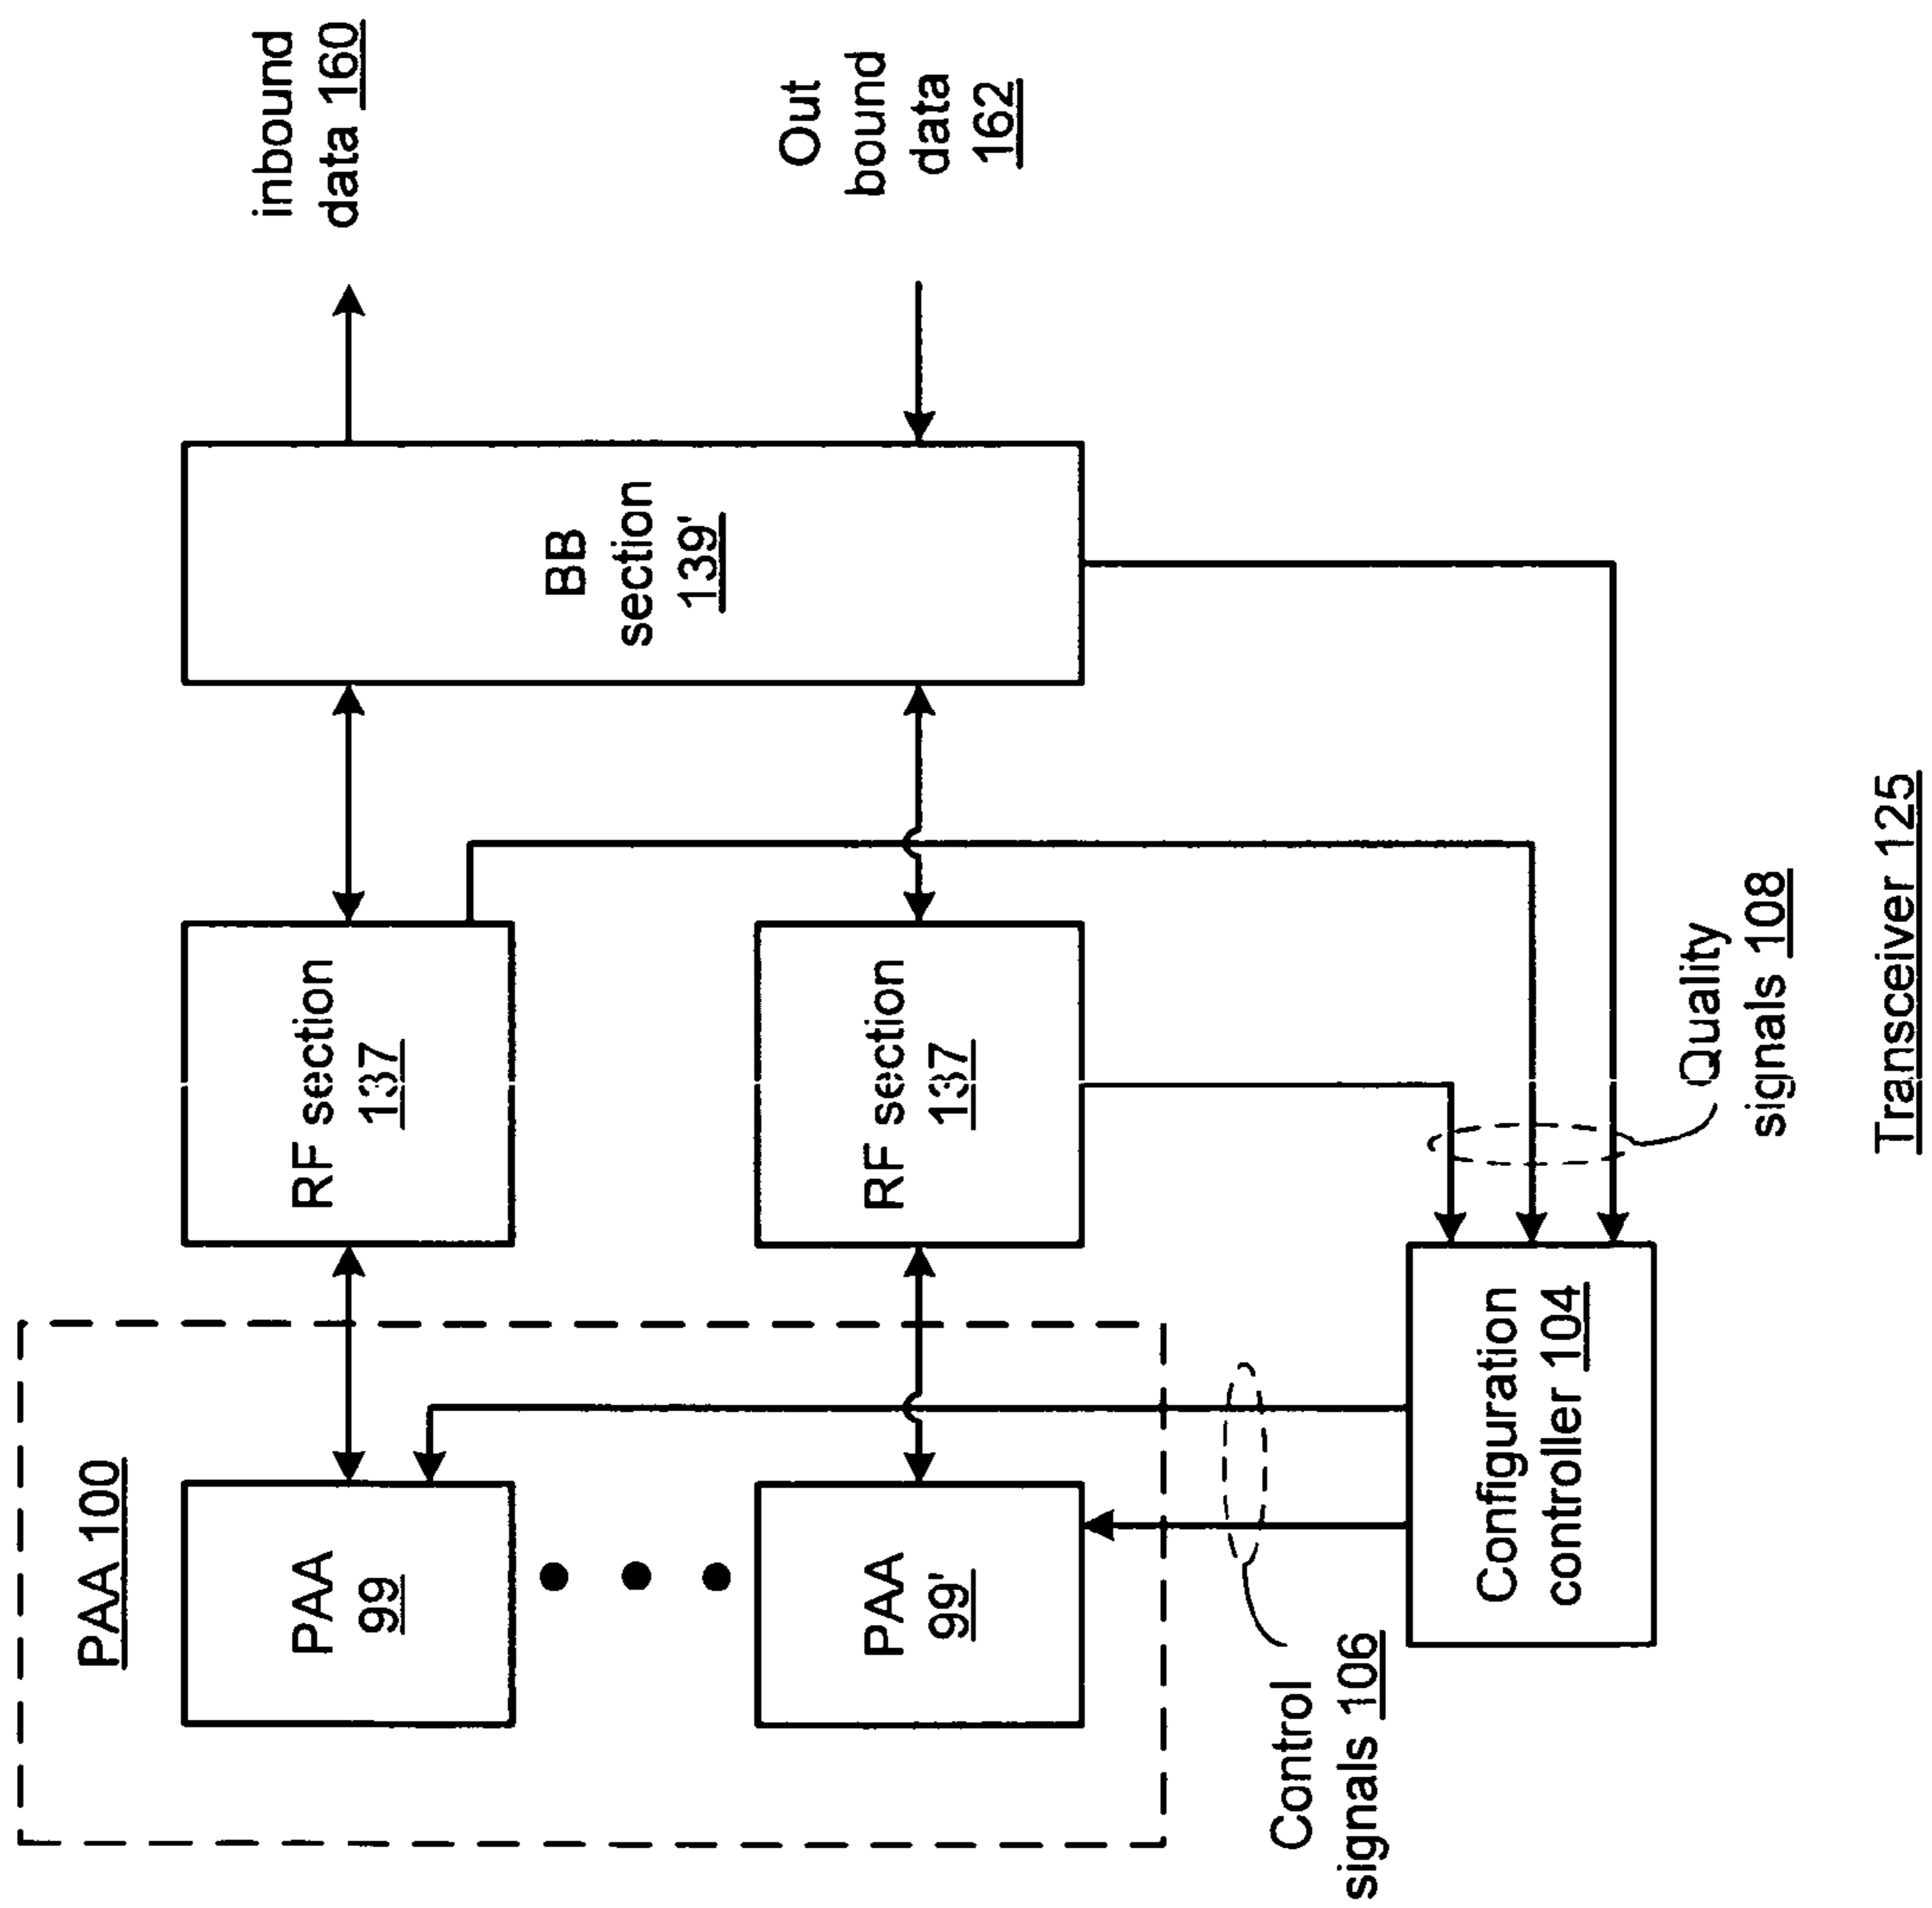 PAA 100
PAA
99
RF section
137
BB
section
139'
inbound
data 160
PAA
99'
RF section
137
Out
bound
data
162
Control
signals 106
Configuration
controller 104
Quality
signals 108
Transceiver 125